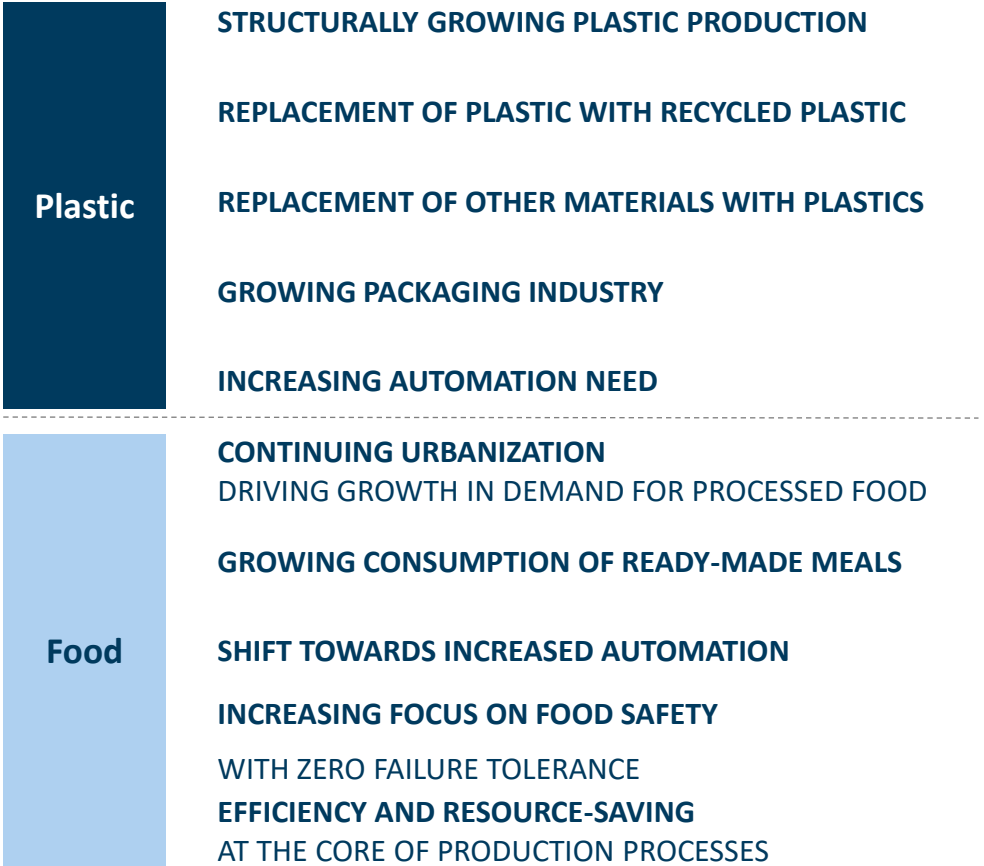 Plastic
STRUCTURALLY GROWING PLASTIC PRODUCTION
REPLACEMENT OF PLASTIC WITH RECYCLED PLASTIC
REPLACEMENT OF OTHER MATERIALS WITH PLASTICS
GROWING PACKAGING INDUSTRY
INCREASING AUTOMATION NEED
Food
CONTINUING URBANIZATION
DRIVING GROWTH IN DEMAND FOR PROCESSED FOOD
GROWING CONSUMPTION OF READY-MADE MEALS
SHIFT TOWARDS INCREASED AUTOMATION
INCREASING FOCUS ON FOOD SAFETY
WITH ZERO FAILURE TOLERANCE
EFFICIENCY AND RESOURCE-SAVING
AT THE CORE OF PRODUCTION PROCESSES